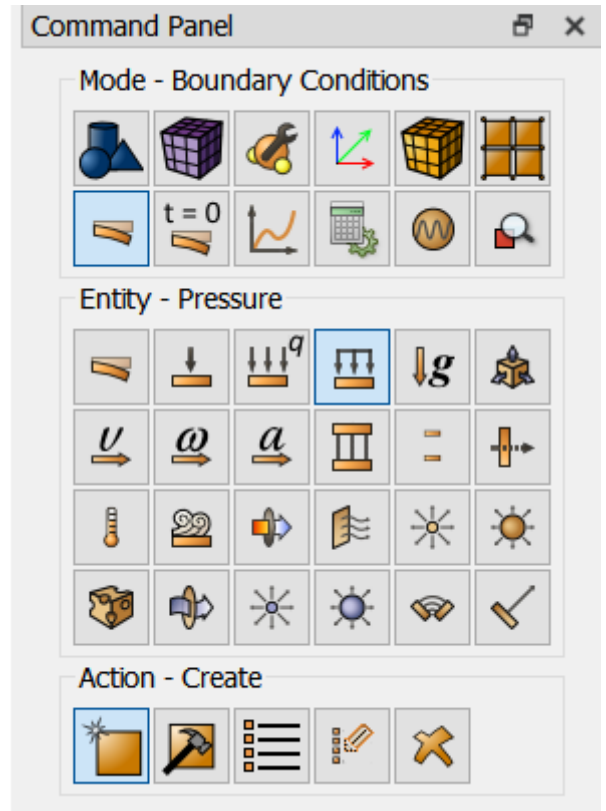 Command Panel
Mode - Boundary Conditions
t = 0
Entity - Pressure
q
g
υ ω a
Action - Create